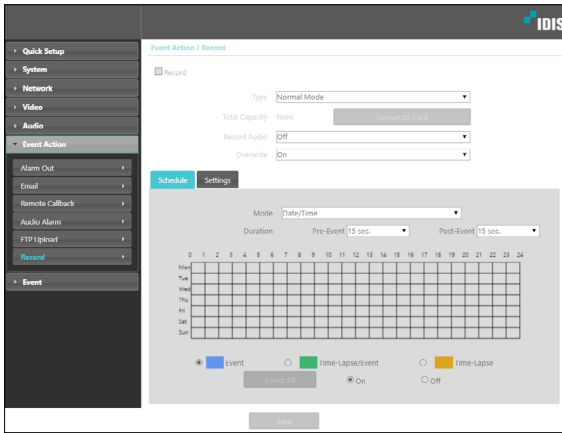 IDIS
Quick Setup
System
Network
Video
Audio
Event Action
Alarm Out
Email
Remote Callback
Audio Alarm
FTP Upload
Record
Event
Event Action / Record
Record
Type Normal Mode
Total Capacity None Format SD Card
Record Audio Off
Overwrite On
Schedule Settings
Mode Date/Time
Duration Pre-Event 15 sec. Post-Event 15 sec.
0 1 2 3 4 5 6 7 8 9 10 11 12 13 14 15 16 17 18 19 20 21 22 23 24
Mon
Tue
Wed
Thu
Fri
Sat
Sun
Event Time-Lapse/Event Time-Lapse
Select All On Off
Save